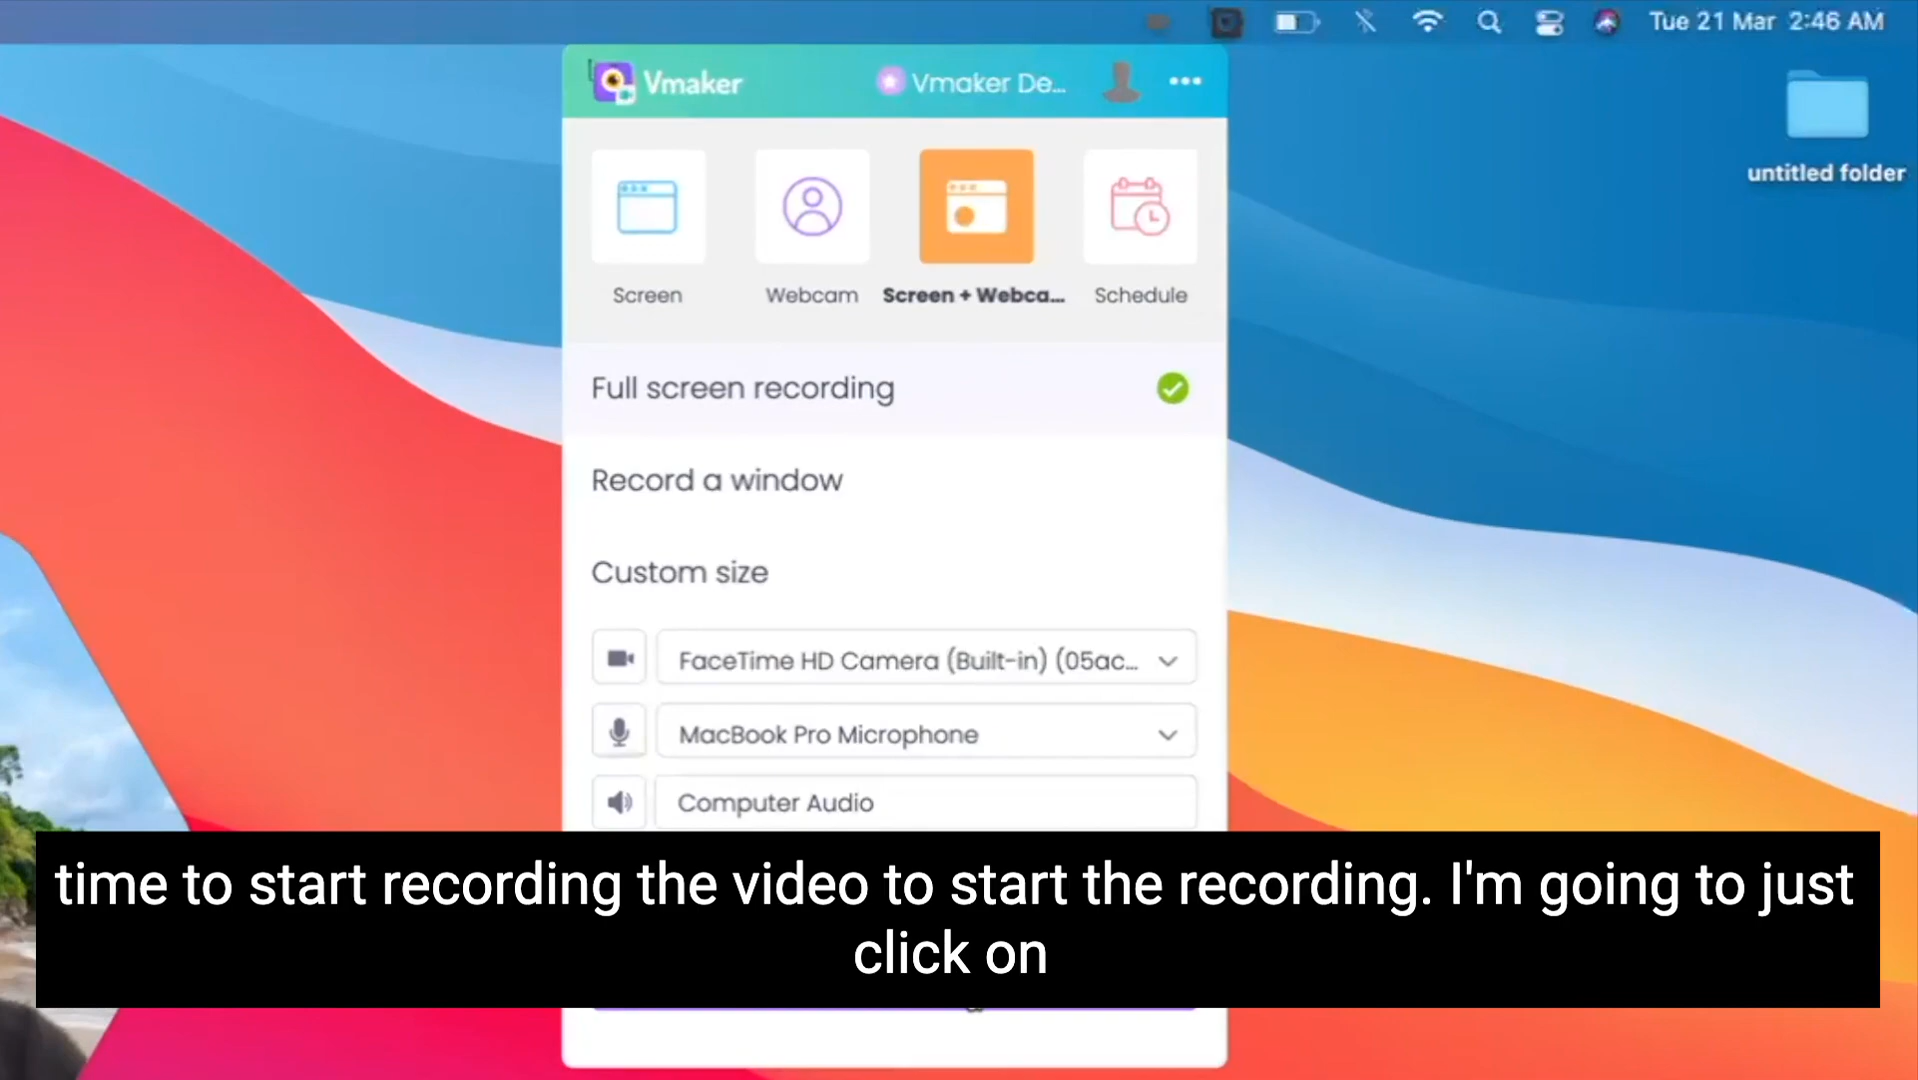 Tue 21 Mar 2:46 AM
Vmaker
Vmaker De...
untitled folder
Screen
Webcam
Screen + Webca...
Schedule
Full screen recording
Record a window
Custom size
FaceTime HD Camera (Built-in) (05ac...
MacBook Pro Microphone
Computer Audio
time to start recording the video to start the recording. I'm going to just
click on